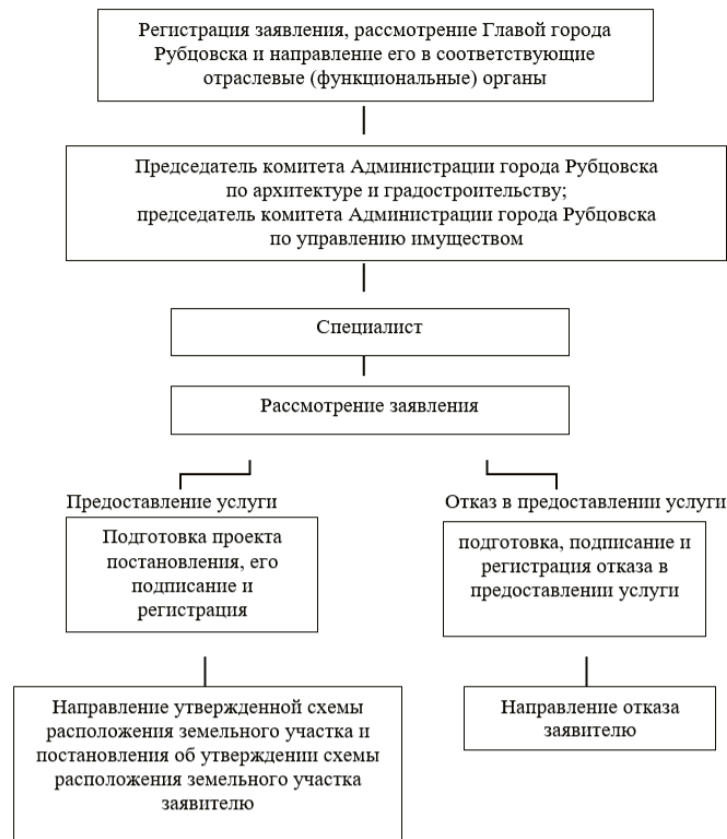 Регистрация заявления, рассмотрение Главой города
Рубцовска и направление его в соответствующие
отраслевые (функциональные) органы
Председатель комитета Администрации города Рубцовска
по архитектуре и градостроительству;
председатель комитета Администрации города Рубцовска
по управлению имуществом
Специалист
Рассмотрение заявления
Предоставление услуги
Подготовка проекта
постановления, его
подписание и
регистрация
Отказ в предоставлении услуги
подготовка, подписание и
регистрация отказа в
предоставлении услуги
Направление утвержденной схемы
расположения земельного участка и
постановления об утверждении схемы
расположения земельного участка
заявителю
Направление отказа
заявителю